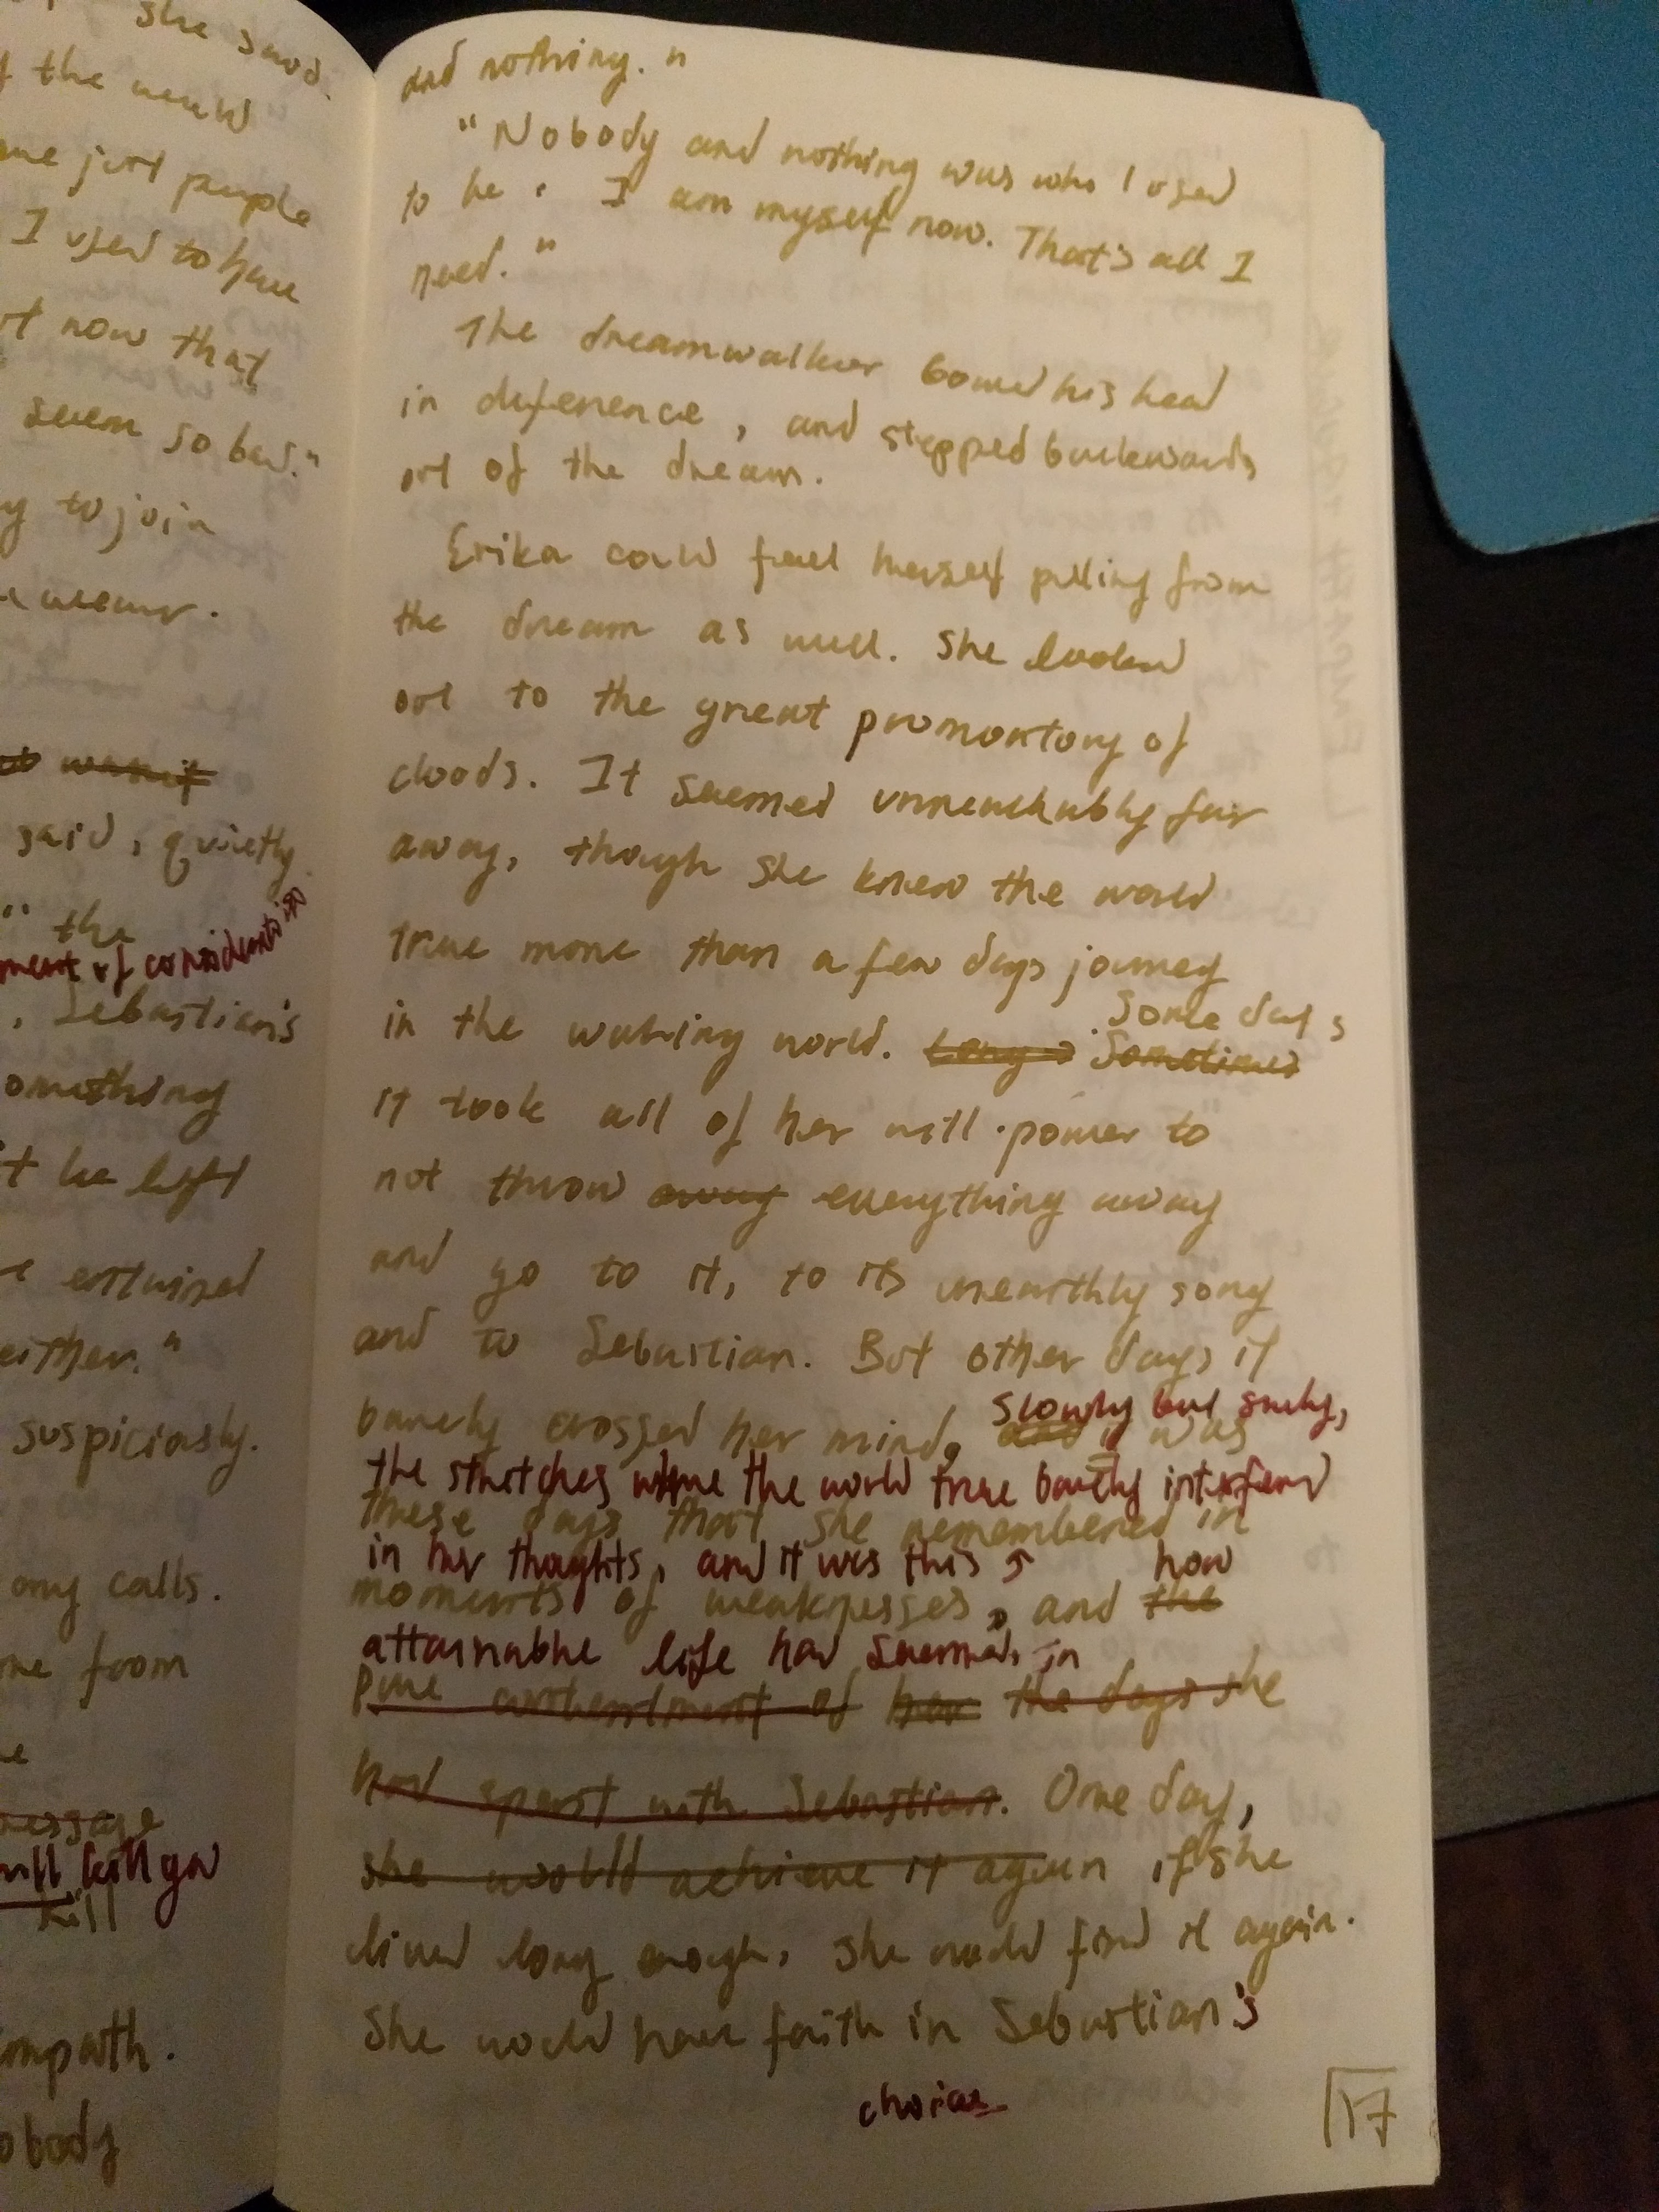 she said.
f the world
me just people
I used to have
t now that
seem so bad."
g to join
said, quietly
" the
ment of consideration
, Sebastian's
omething
t he left
entwined
either."
suspiciously.
any calls.
me from
message
will kill you
kill
mpath.
obody
and nothing."
"Nobody and nothing was who I used
to be. I am myself now. That's all I
need."
The dreamwalker bowed his head
in deference, and stepped backwards
out of the dream.
Erika could feel herself pulling from
the dream as well. She looked
out to the great promontory of
clouds. It seemed unreachably far
away, though she knew the world
tree more than a few days journey
in the waking world. Some days
Sometimes
it took all of her will power to
not throw away everything away
and go to it, to its unearthly song
and to Sebastian. But other days it
barely crossed her mind. and it was
slowly but surely,
the stretches where the world tree barely interfered
these days that she remembered in
in her thoughts, and it was this how
moments of weaknesses, and the
attainable life had seemed, in
pure contentment of her the days she
had spent with Sebastian. One day,
she would achieve it again if she
lived long enough, she would find it again.
She would have faith in Sebastian's
choices
17